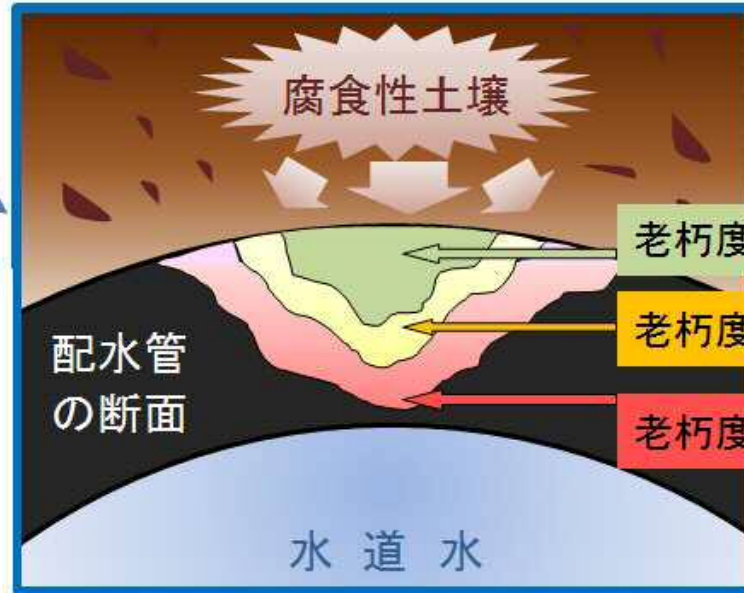 腐食性土壌
老朽度
老朽度
老朽度
配水管
の断面
水道水